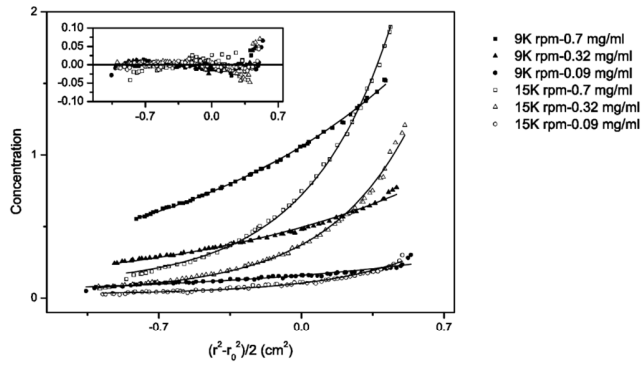 2
1
0
Concentration
-0.7
0.0
0.7
(r²-r₀²)/2 (cm²)
0.10
0.05
0.00
-0.05
-0.10
-0.7
0.0
0.7
9K rpm-0.7 mg/ml
9K rpm-0.32 mg/ml
9K rpm-0.09 mg/ml
15K rpm-0.7 mg/ml
15K rpm-0.32 mg/ml
15K rpm-0.09 mg/ml